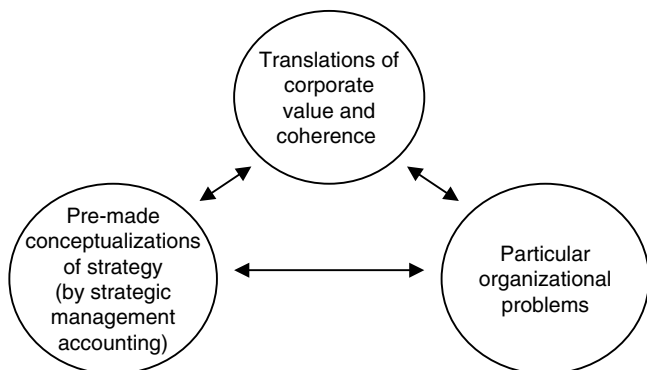 Translations of
corporate
value and
coherence
Pre-made
conceptualizations
of strategy
(by strategic
management
accounting)
Particular
organizational
problems